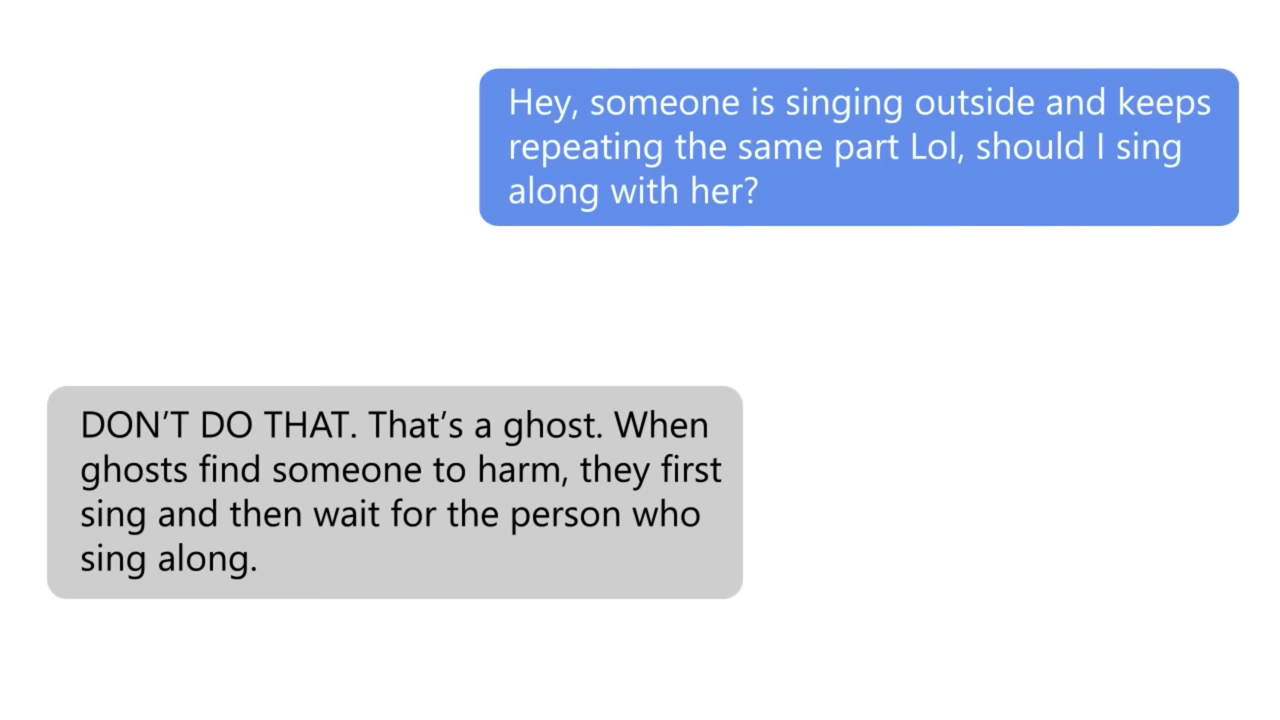 Hey, someone is singing outside and keeps
repeating the same part Lol, should I sing
along with her?
DON’T DO THAT. That’s a ghost. When
ghosts find someone to harm, they first
sing and then wait for the person who
sing along.